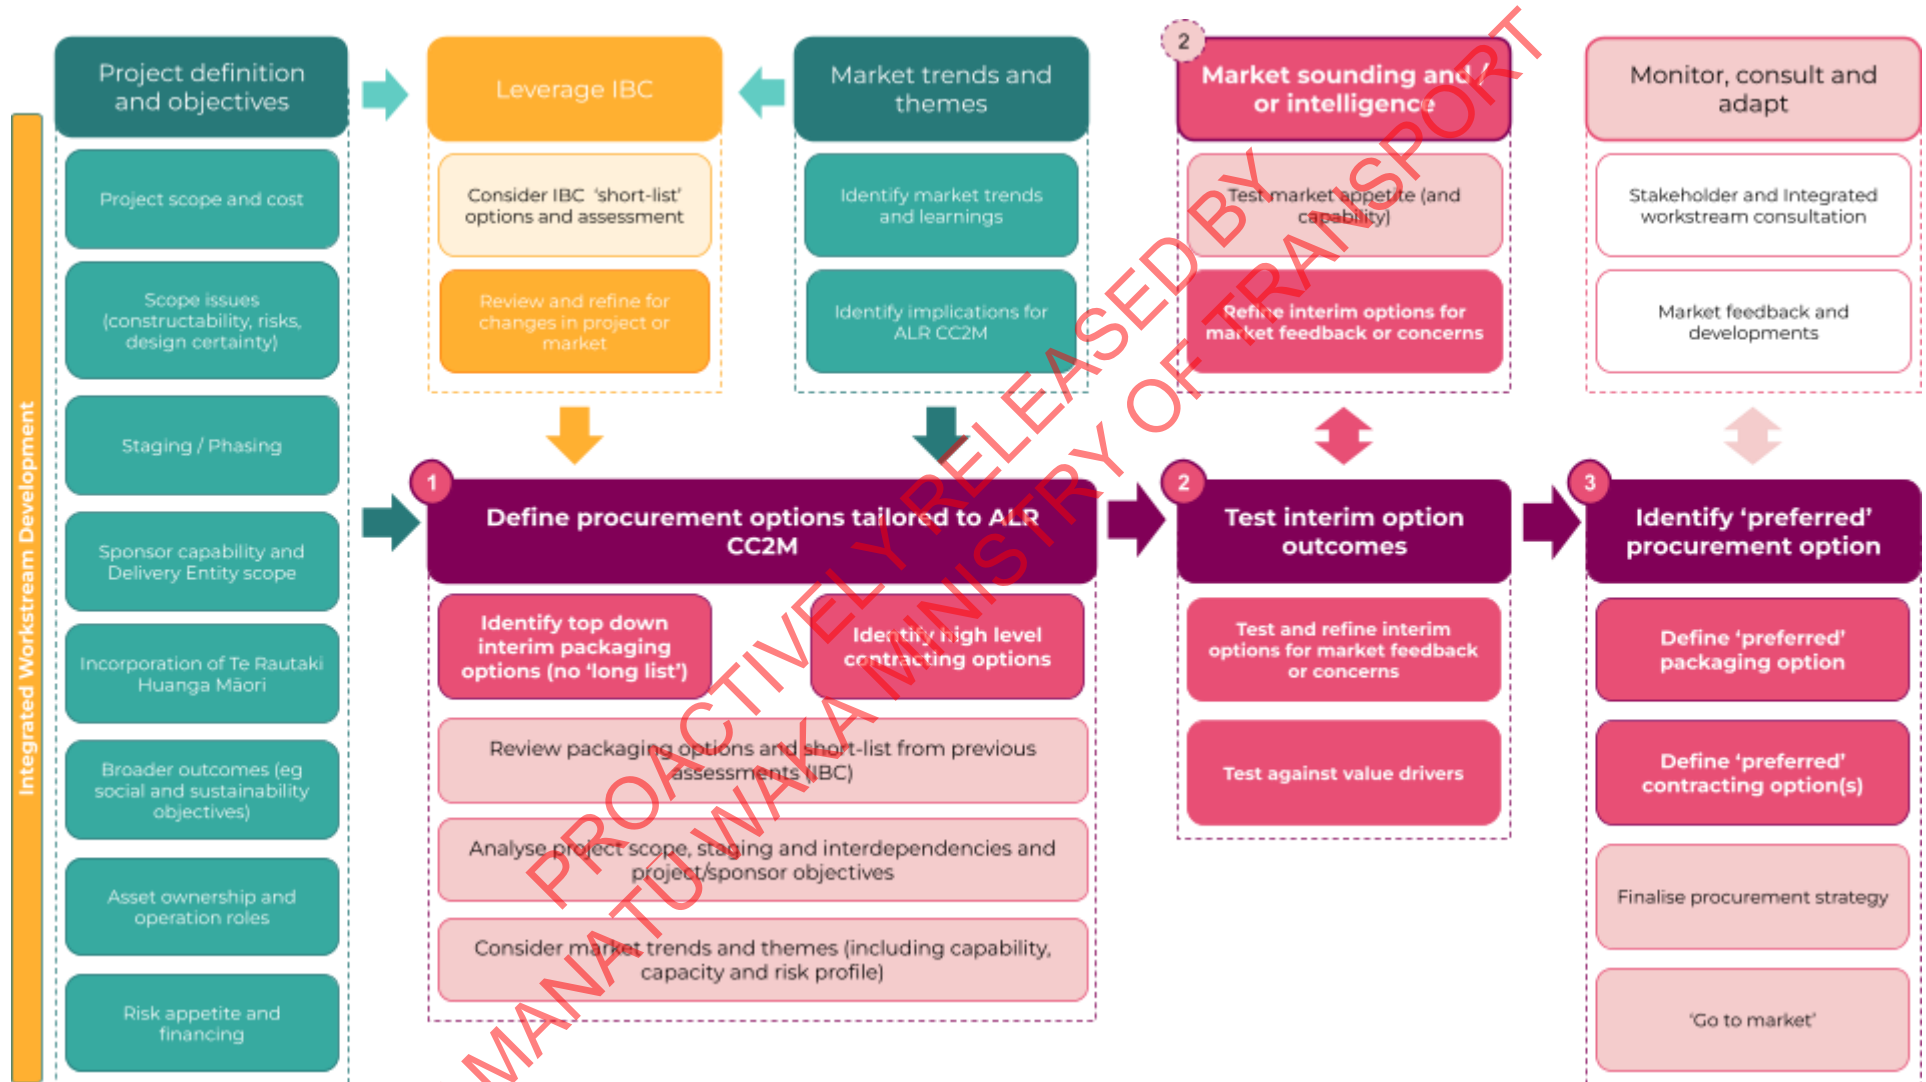 Integrated Workstream Development
Project definition
and objectives
Project scope and cost
Scope issues
(constructability, risks,
design certainty)
Staging / Phasing
Sponsor capability and
Delivery Entity scope
Incorporation of Te Rautaki
Huanga Māori
Broader outcomes (eg
social and sustainability
objectives)
Asset ownership and
operation roles
Risk appetite and
financing
Leverage IBC
Consider IBC 'short-list'
options and assessment
Review and refine for
changes in project or
market
Market trends and
themes
Identify market trends
and learnings
Identify implications for
ALR CC2M
2
Market sounding and /
or intelligence
Test market appetite (and
capability)
Refine interim options for
market feedback or concerns
Monitor, consult and
adapt
Stakeholder and Integrated
workstream consultation
Market feedback and
developments
1
Define procurement options tailored to ALR
CC2M
Identify top down
interim packaging
options (no 'long list')
Identify high level
contracting options
Review packaging options and short-list from previous
assessments (IBC)
Analyse project scope, staging and interdependencies and
project/sponsor objectives
Consider market trends and themes (including capability,
capacity and risk profile)
2
Test interim option
outcomes
Test and refine interim
options for market feedback
or concerns
Test against value drivers
3
Identify 'preferred'
procurement option
Define 'preferred'
packaging option
Define 'preferred'
contracting option(s)
Finalise procurement strategy
'Go to market'
PROACTIVELY RELEASED BY
MANATU WAKA MINISTRY OF TRANSPORT